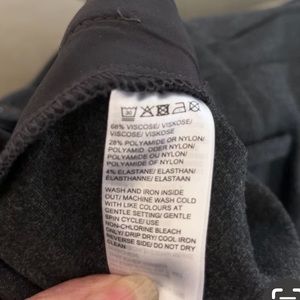 30
68% VISCOSE/ VISKOSE/
VISCOSE/ VISKOSE
28% POLYAMIDE OR NYLON/
POLYAMID ODER NYLON/
POLYAMIDE OU NYLON/
POLYAMIDE OF NYLON
4% ELASTANE/ ELASTHAN/
ELASTHANNE/ ELASTAAN
WASH AND IRON INSIDE
OUT/ MACHINE WASH COLD
WITH LIKE COLOURS AT
GENTLE SETTING/ GENTLE
SPIN CYCLE/ USE
NON-CHLORINE BLEACH
ONLY/ DRIP DRY/ COOL IRON
REVERSE SIDE/ DO NOT DRY
CLEAN